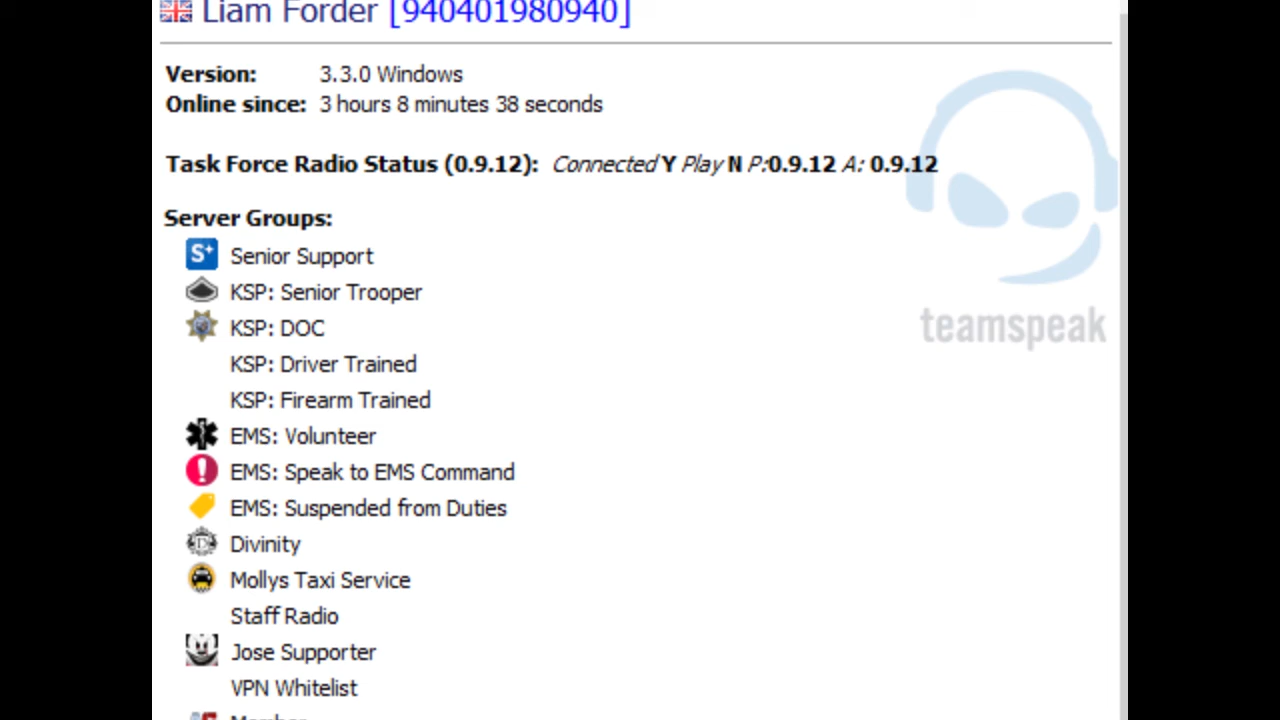 Liam Forder [940401980940]
Version: 3.3.0 Windows
Online since: 3 hours 8 minutes 38 seconds
Task Force Radio Status (0.9.12): Connected Y Play N P:0.9.12 A: 0.9.12
Server Groups:
S+ Senior Support
KSP: Senior Trooper
KSP: DOC
teamspeak
KSP: Driver Trained
KSP: Firearm Trained
EMS: Volunteer
EMS: Speak to EMS Command
EMS: Suspended from Duties
Divinity
Mollys Taxi Service
Staff Radio
Jose Supporter
VPN Whitelist
Member